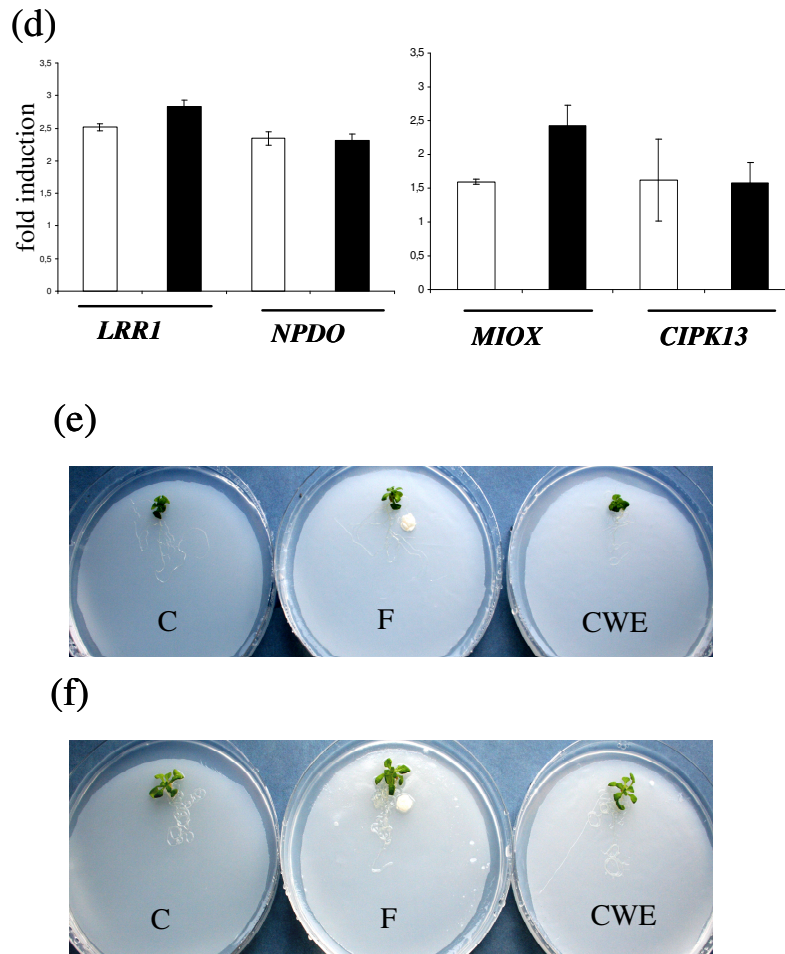 (d)
fold induction
3,5
3
2,5
2
1,5
1
0,5
0
LRR1 NPDO
3,5
3
2,5
2
1,5
1
0,5
0
MIOX CIPK13
(e)
C F CWE
(f)
C F CWE